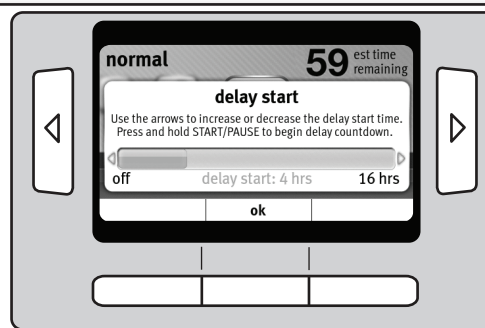 normal
59 est time remaining
delay start
Use the arrows to increase or decrease the delay start time.
Press and hold START/PAUSE to begin delay countdown.
off delay start: 4 hrs 16 hrs
ok